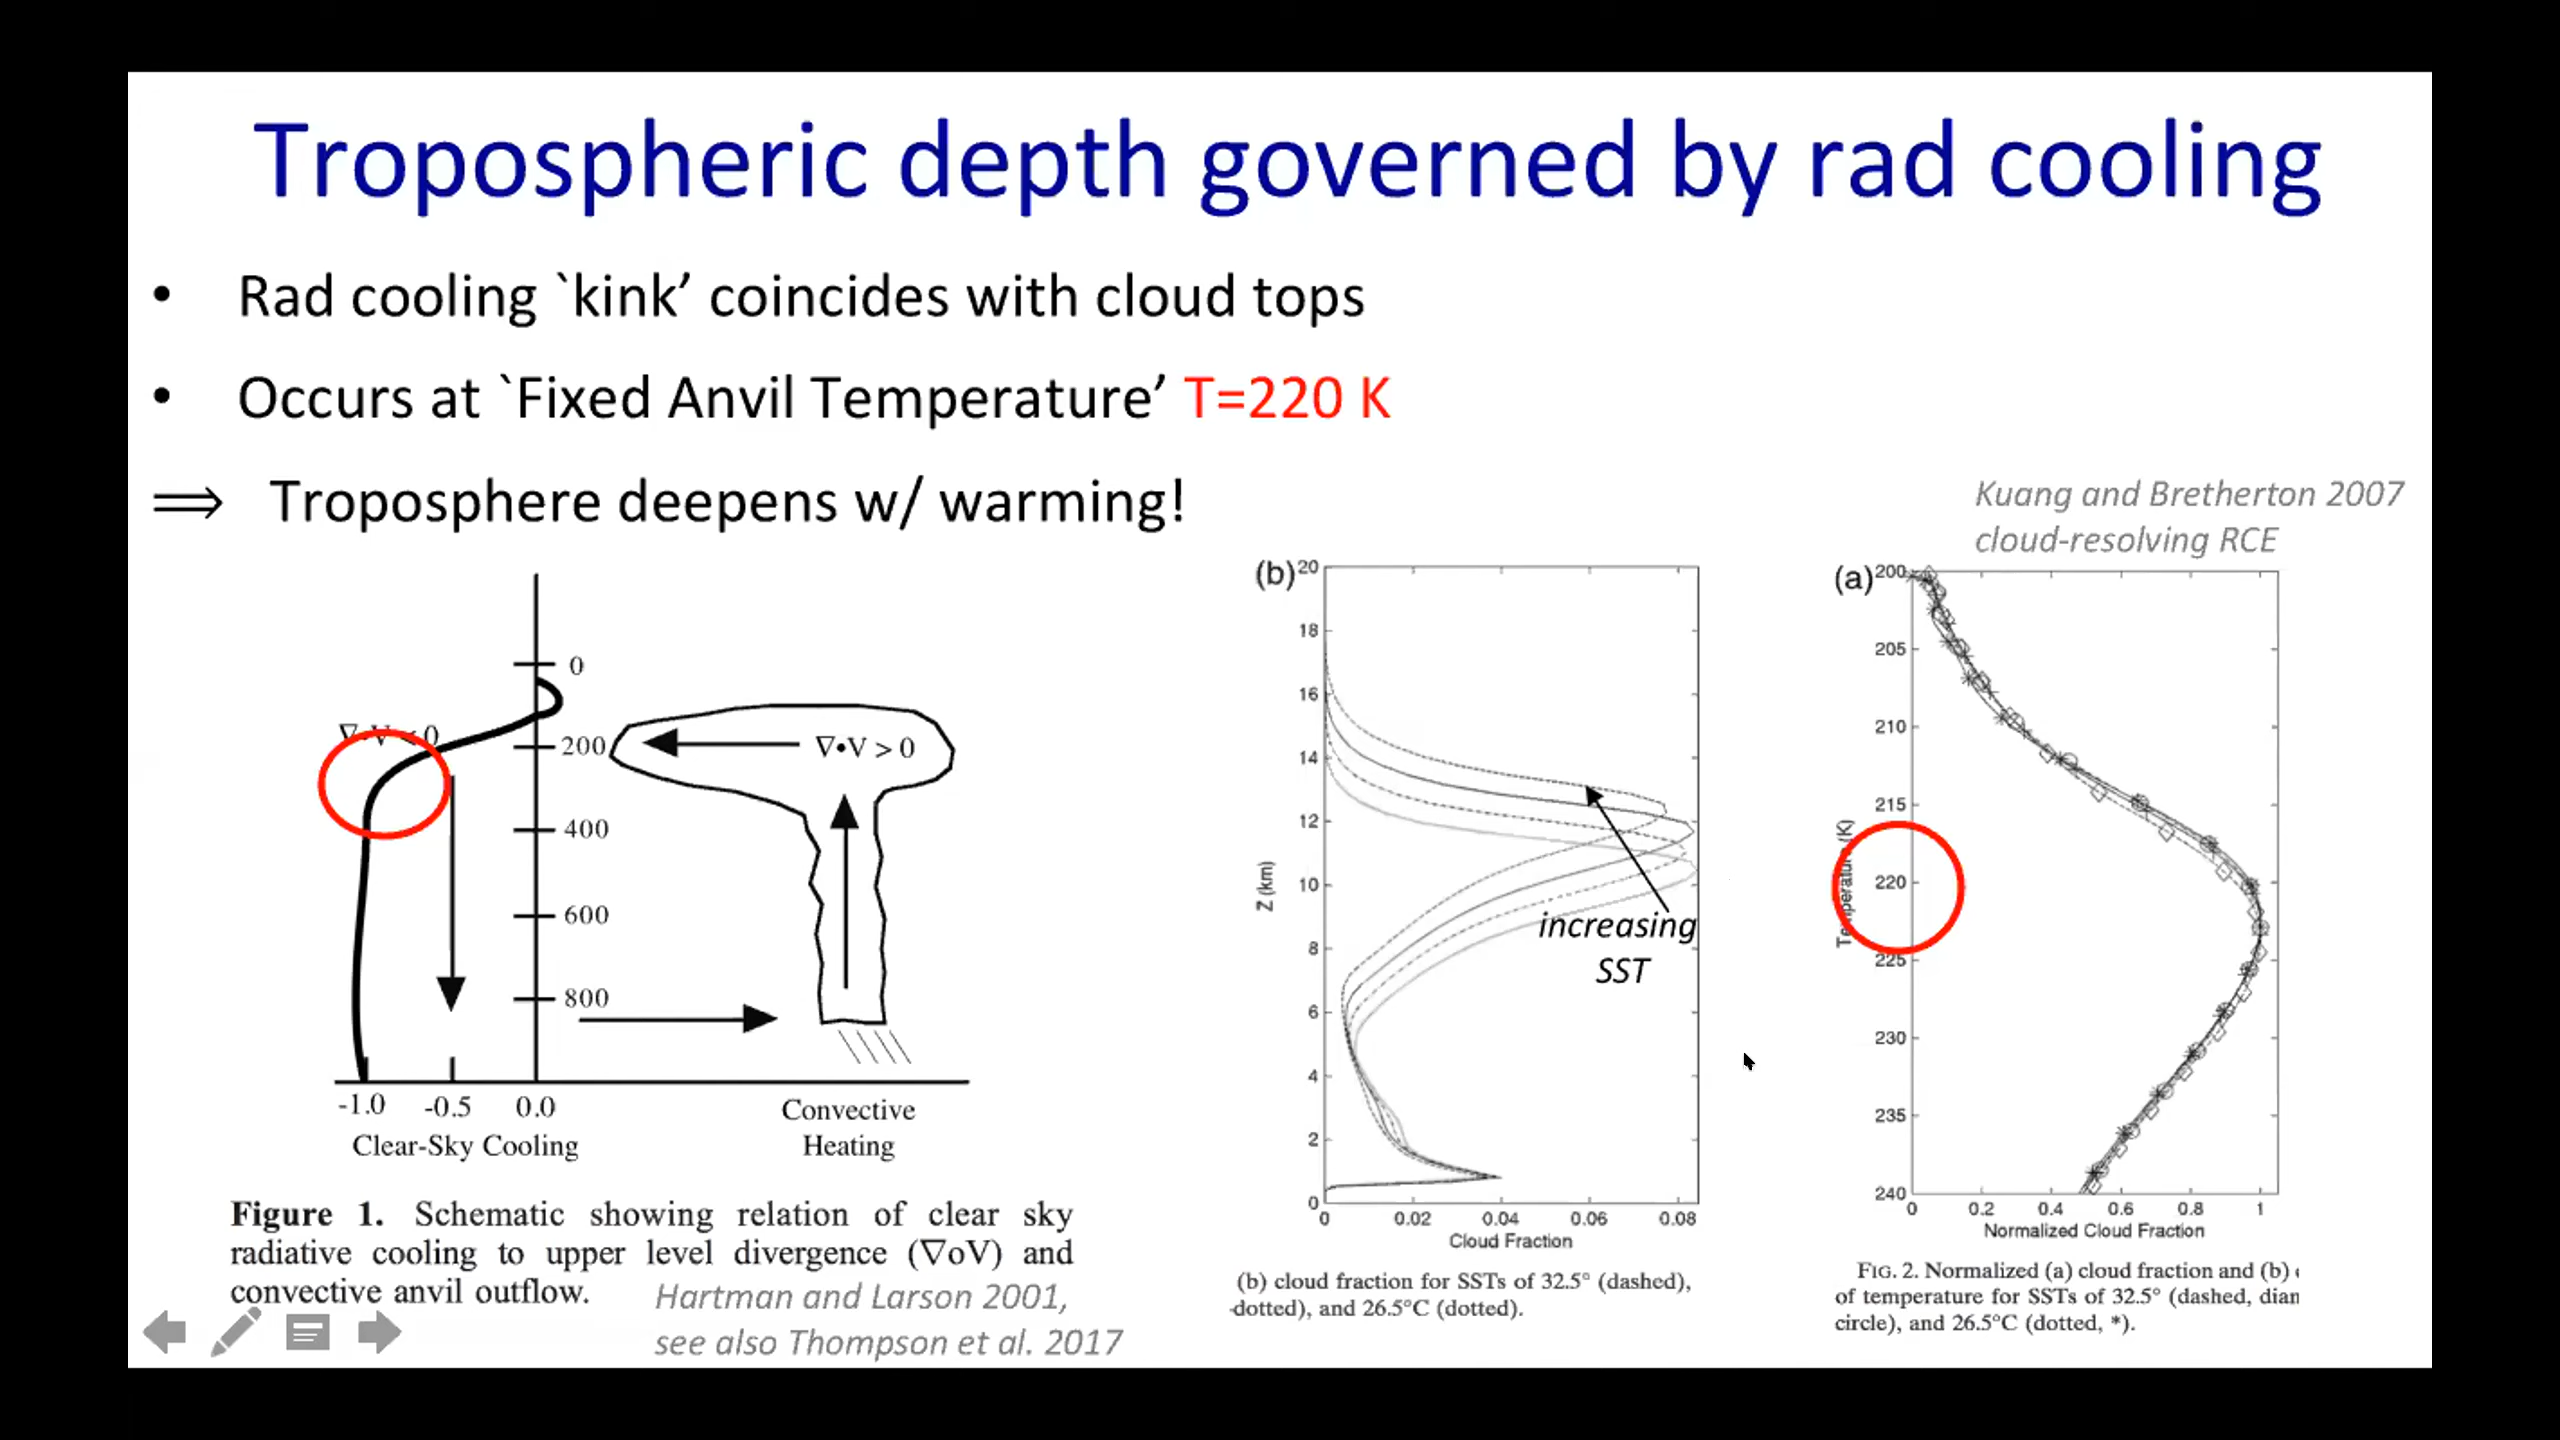 Tropospheric depth governed by rad cooling
• Rad cooling `kink’ coincides with cloud tops
• Occurs at `Fixed Anvil Temperature’ T=220 K
⟹ Troposphere deepens w/ warming!
Kuang and Bretherton 2007
cloud-resolving RCE
0
200
400
600
800
∇•V < 0
∇•V > 0
-1.0
-0.5
0.0
Clear-Sky Cooling
Convective
Heating
Figure 1. Schematic showing relation of clear sky
radiative cooling to upper level divergence (∇oV) and
convective anvil outflow.
Hartman and Larson 2001,
see also Thompson et al. 2017
(b)
20
18
16
14
12
10
8
6
4
2
0
Z (km)
increasing
SST
0
0.02
0.04
0.06
0.08
Cloud Fraction
(b) cloud fraction for SSTs of 32.5° (dashed),
-dotted), and 26.5°C (dotted).
(a)
200
205
210
215
220
225
230
235
240
Temperature (K)
0
0.2
0.4
0.6
0.8
1
Normalized Cloud Fraction
FIG. 2. Normalized (a) cloud fraction and (b)
of temperature for SSTs of 32.5° (dashed,
circle), and 26.5°C (dotted, *).